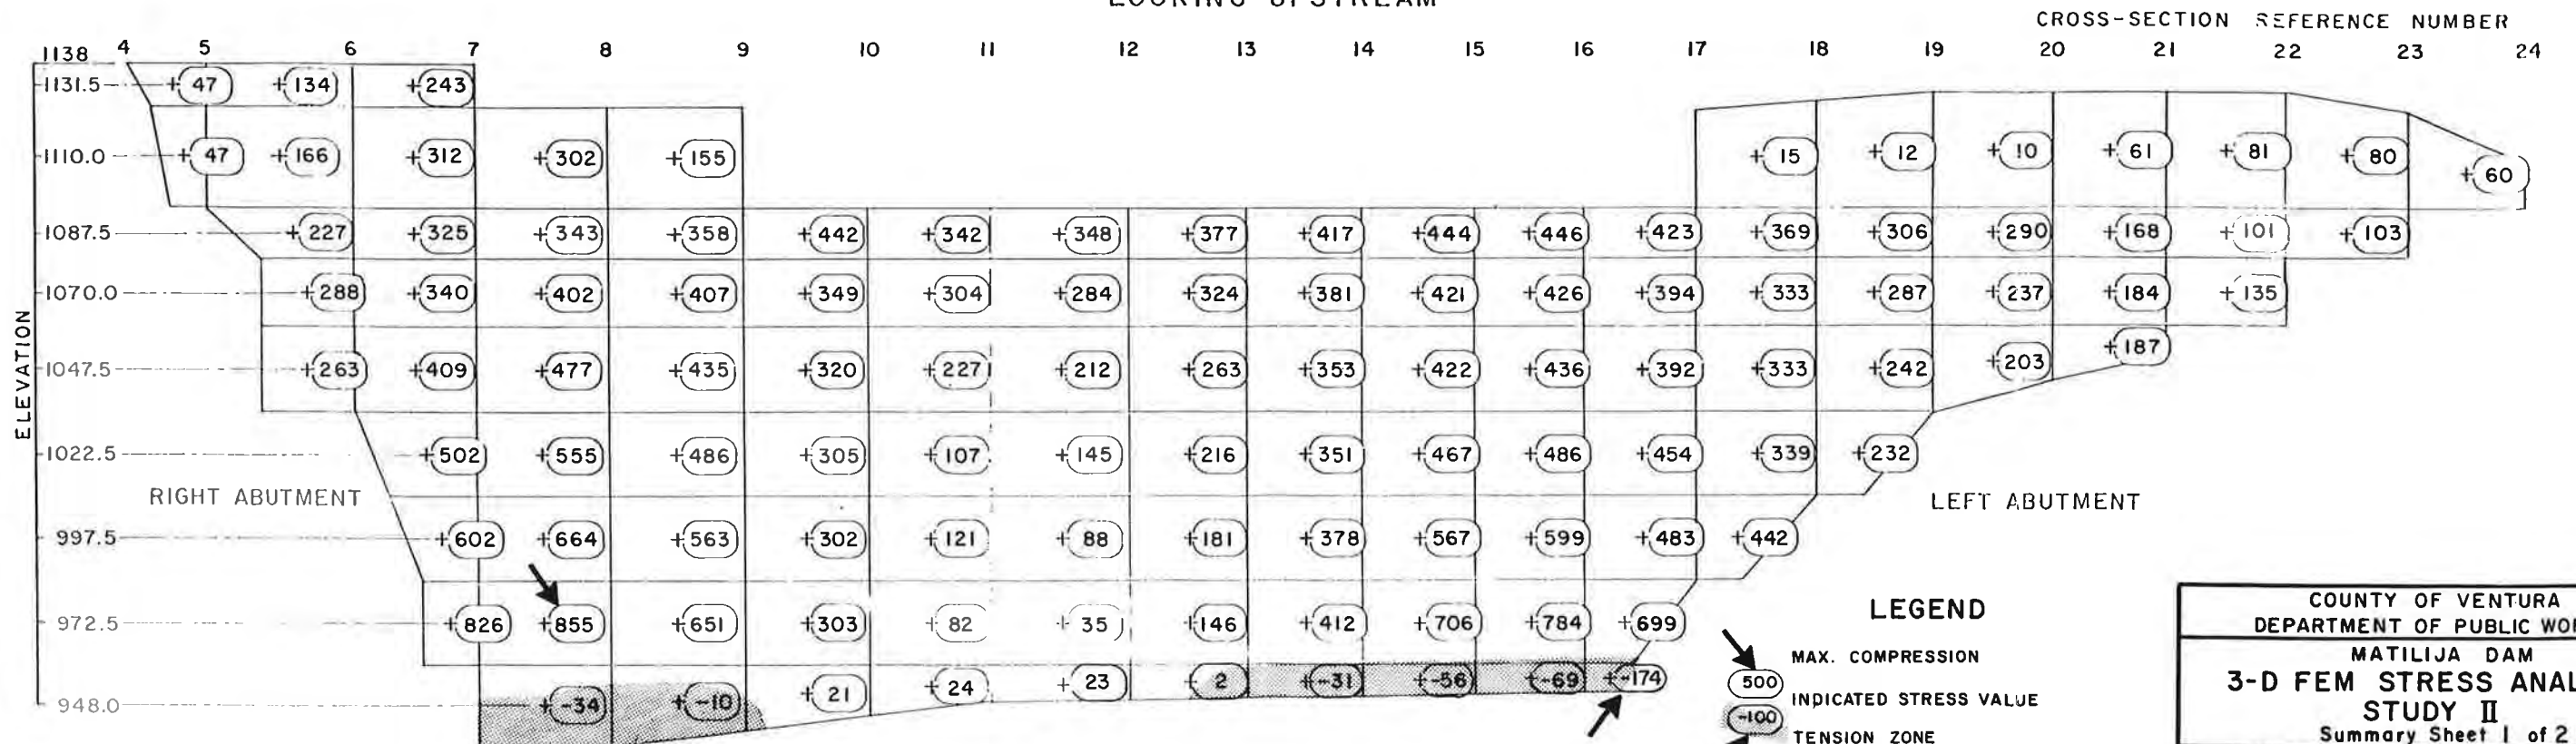 LOOKING UPSTREAM
CROSS-SECTION REFERENCE NUMBER
4 5 6 7 8 9 10 11 12 13 14 15 16 17 18 19 20 21 22 23 24
1138
1131.5 +47 +134 +243
1110.0 +47 +166 +312 +302 +155 +15 +12 +10 +61 +81 +80 +60
1087.5 +227 +325 +343 +358 +442 +342 +348 +377 +417 +444 +446 +423 +369 +306 +290 +168 +101 +103
1070.0 +288 +340 +402 +407 +349 +304 +284 +324 +381 +421 +426 +394 +333 +287 +237 +184 +135
1047.5 +263 +409 +477 +435 +320 +227 +212 +263 +353 +422 +436 +392 +333 +242 +203 +187
ELEVATION
1022.5 +502 +555 +486 +305 +107 +145 +216 +351 +467 +486 +454 +339 +232
RIGHT ABUTMENT
LEFT ABUTMENT
997.5 +602 +664 +563 +302 +121 +88 +181 +378 +567 +599 +483 +442
972.5 +826 +855 +651 +303 +82 +35 +146 +412 +706 +784 +699
948.0 +-34 +-10 +21 +24 +23 +2 +-31 +-56 +-69 +-174
LEGEND
MAX. COMPRESSION
500
INDICATED STRESS VALUE
-100
TENSION ZONE
COUNTY OF VENTURA
DEPARTMENT OF PUBLIC
MATILIJA DAM
3-D FEM STRESS
STUDY II
Summary Sheet 1 of 2